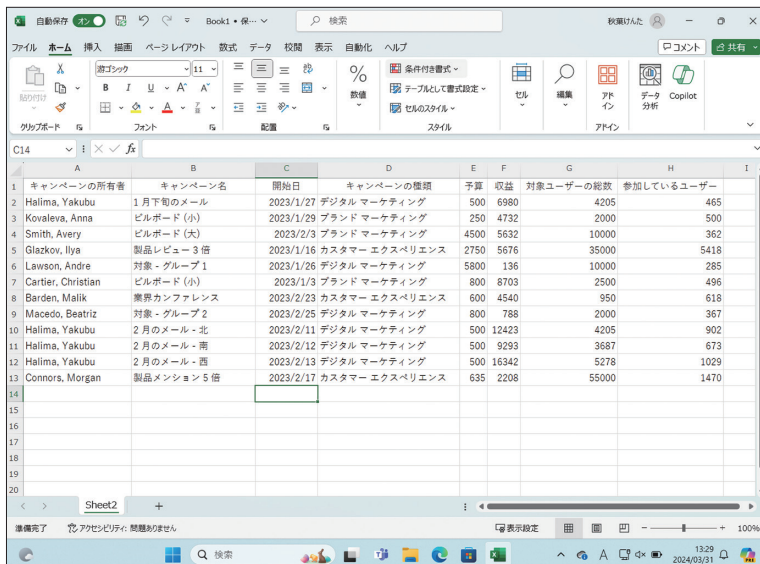 自動保存 オン Book1 • 保… 検索 秋葉けんた
ファイル ホーム 挿入 描画 ページ レイアウト 数式 データ 校閲 表示 自動化 ヘルプ コメント 共有
貼り付け 游ゴシック 11 B I U A A A % 数値 条件付き書式 テーブルとして書式設定 セルのスタイル セル 編集 アドイン データ分析 Copilot
クリップボード フォント 配置 スタイル アドイン
C14 fx
A B C D E F G H I
1 キャンペーンの所有者 キャンペーン名 開始日 キャンペーンの種類 予算 収益 対象ユーザーの総数 参加しているユーザー
2 Halima, Yakubu 1 月下旬のメール 2023/1/27 デジタル マーケティング 500 6980 4205 465
3 Kovaleva, Anna ビルボード (小) 2023/1/29 ブランド マーケティング 250 4732 2000 500
4 Smith, Avery ビルボード (大) 2023/2/3 ブランド マーケティング 4500 5632 10000 362
5 Glazkov, Ilya 製品レビュー 3 倍 2023/1/16 カスタマー エクスペリエンス 2750 5676 35000 5418
6 Lawson, Andre 対象 - グループ 1 2023/1/26 デジタル マーケティング 5800 136 10000 285
7 Cartier, Christian ビルボード (小) 2023/1/3 ブランド マーケティング 800 8703 2500 496
8 Barden, Malik 業界カンファレンス 2023/2/23 カスタマー エクスペリエンス 600 4540 950 618
9 Macedo, Beatriz 対象 - グループ 2 2023/2/25 デジタル マーケティング 800 788 2000 367
10 Halima, Yakubu 2 月のメール - 北 2023/2/11 デジタル マーケティング 500 12423 4205 902
11 Halima, Yakubu 2 月のメール - 南 2023/2/12 デジタル マーケティング 500 9293 3687 673
12 Halima, Yakubu 2 月のメール - 西 2023/2/13 デジタル マーケティング 500 16342 5278 1029
13 Connors, Morgan 製品メンション 5 倍 2023/2/17 カスタマー エクスペリエンス 635 2208 55000 1470
14
15
16
17
18
19
20
Sheet2 +
準備完了 アクセシビリティ: 問題ありません 表示設定 - + 100%
検索 A 13:29
2024/03/31